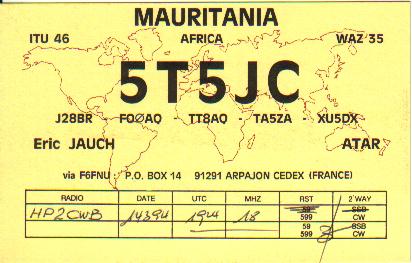 MAURITANIA
ITU 46 AFRICA WAZ 35
5T5JC
J28BR - FOØAQ - TT8AQ - TA5ZA - XU5DX
Eric JAUCH ATAR
via F6FNU : P.O. BOX 14 91291 ARPAJON CEDEX (FRANCE)
RADIO DATE UTC MHZ RST 2 WAY
HP2CWB 14394 1944 18 59 SSB
599 CW
59 SSB
599 CW